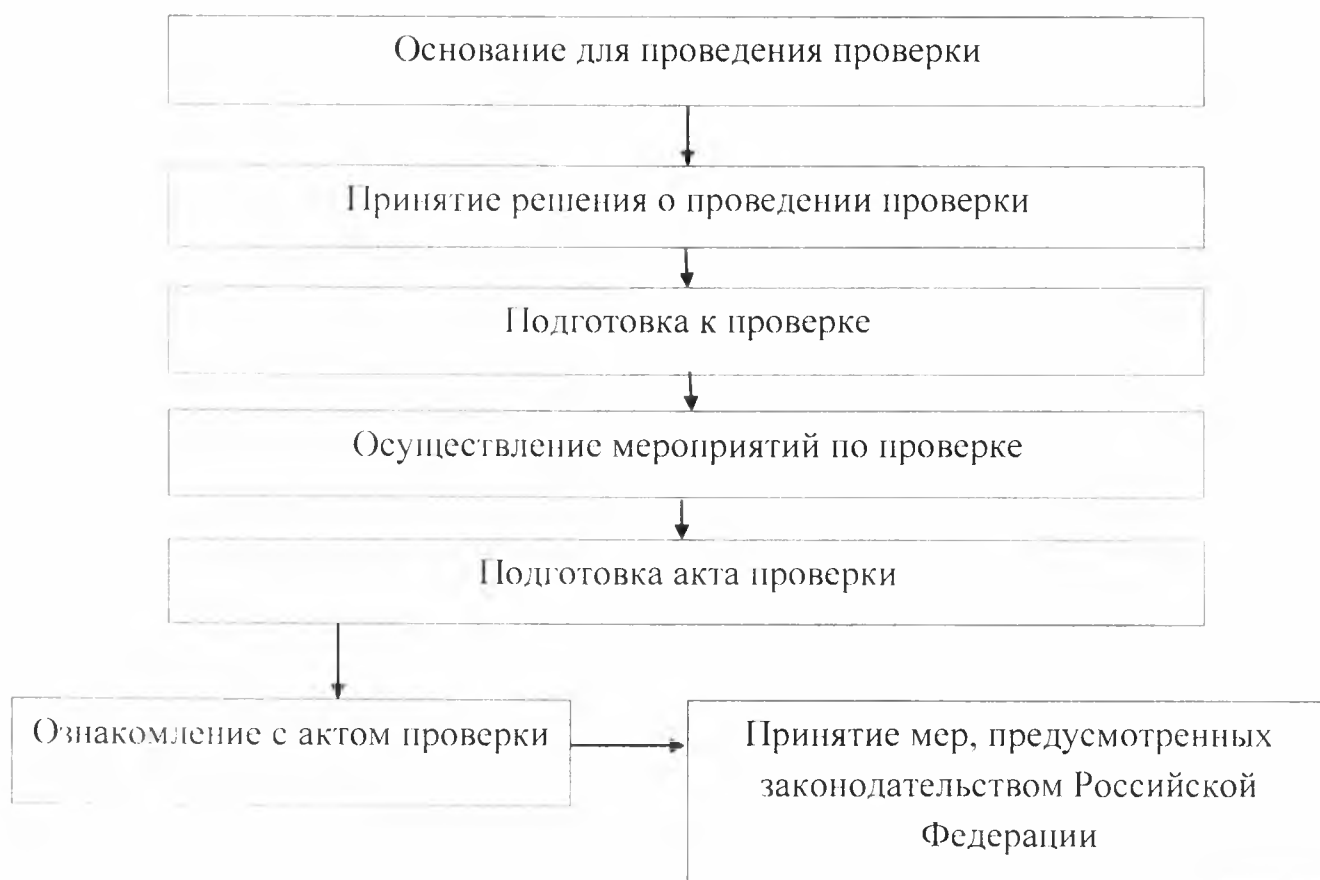 Основание для проведения проверки
Принятие решения о проведении проверки
Подготовка к проверке
Осуществление мероприятий по проверке
Подготовка акта проверки
Ознакомление с актом проверки
Принятие мер, предусмотренных
законодательством Российской
Федерации